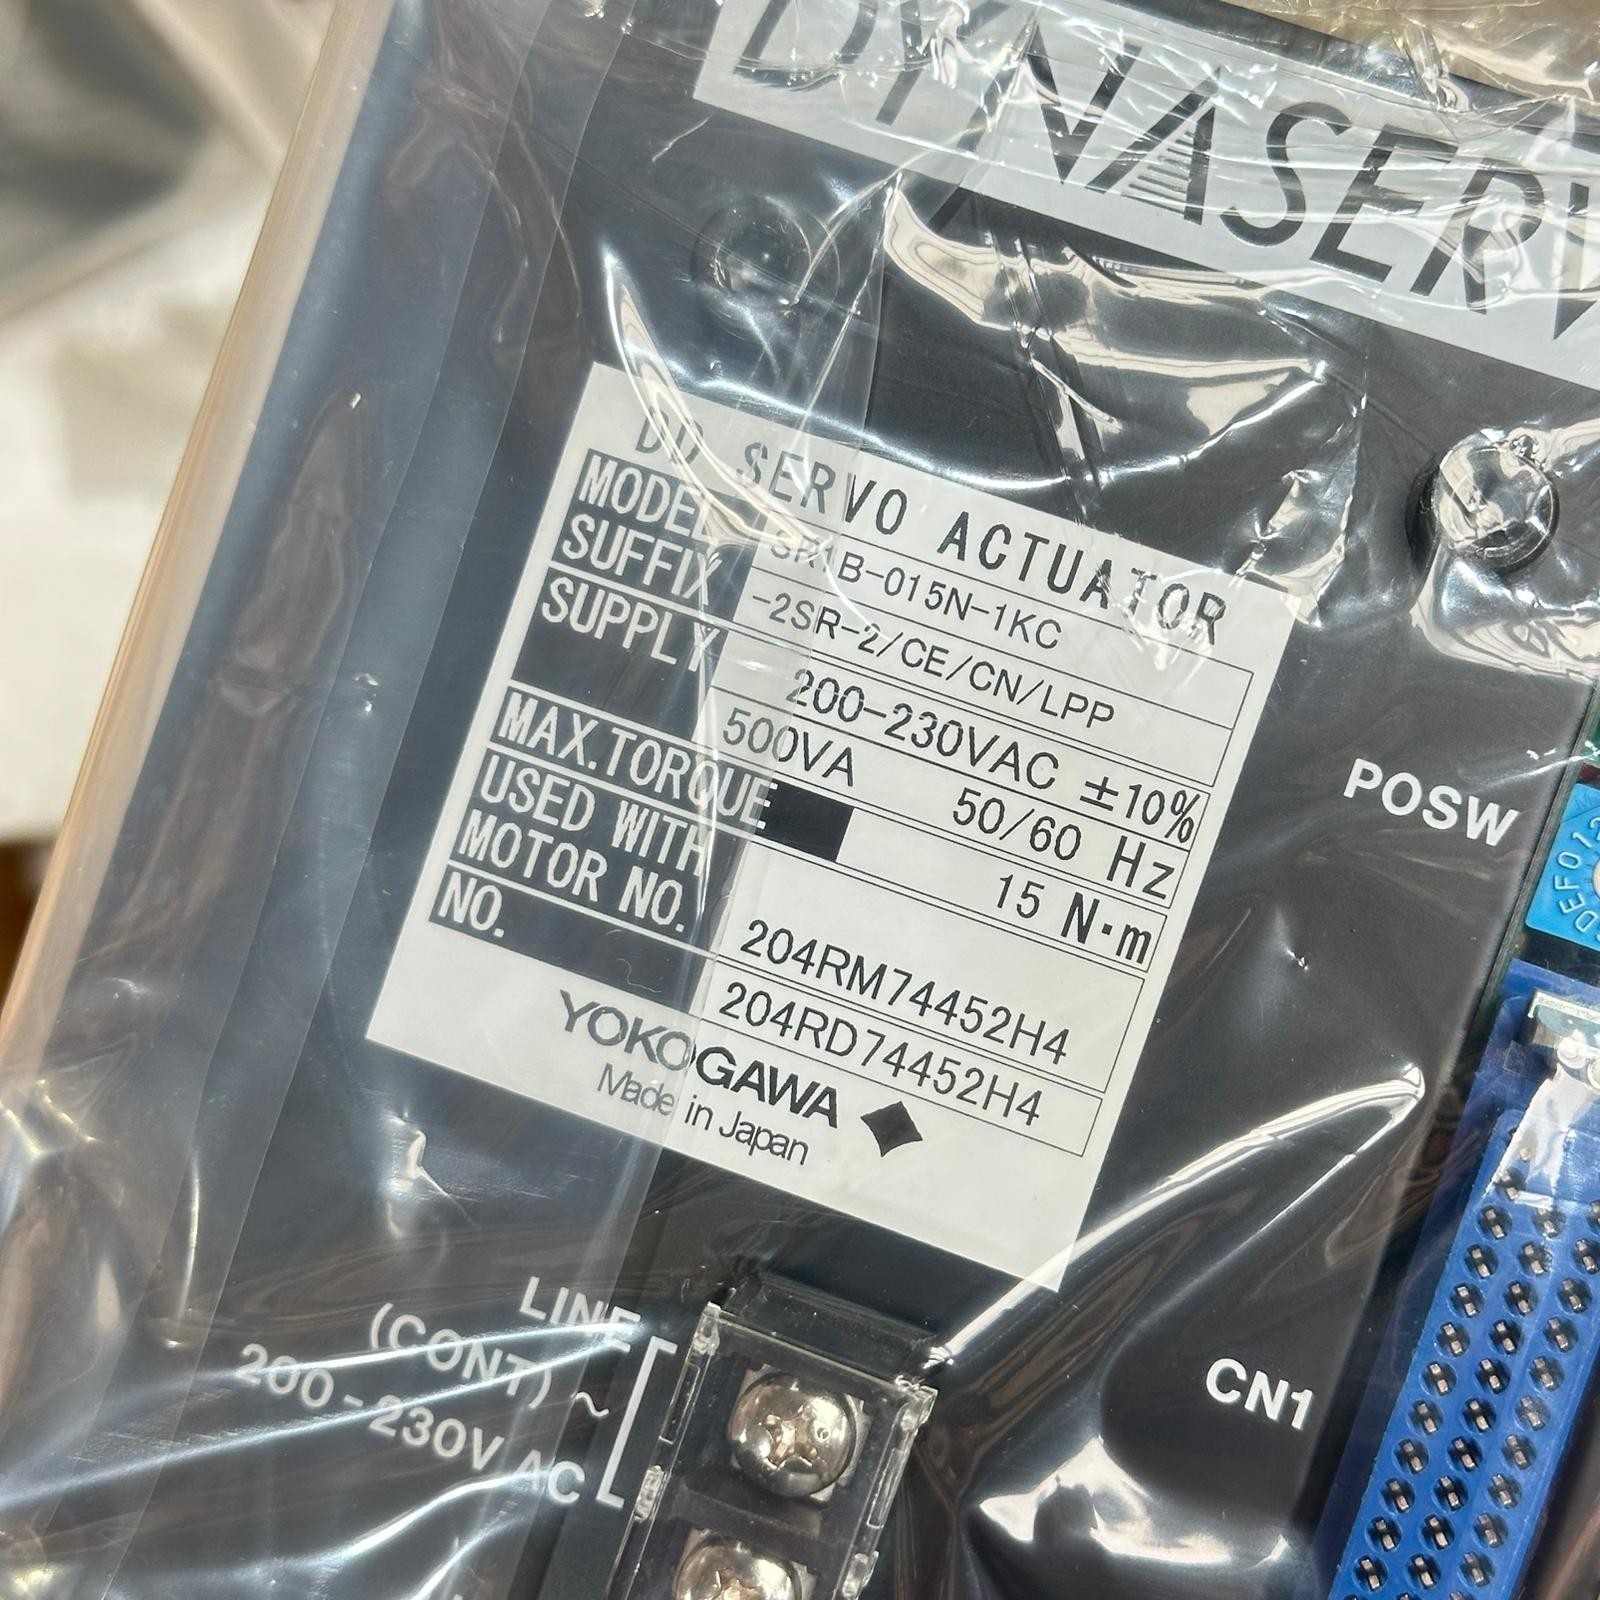 DYNASERV
DD SERVO ACTUATOR
MODEL SR1B-015N-1KC
SUFFIX -2SR-2/CE/CN/LPP
SUPPLY 200-230VAC ±10%
500VA 50/60 Hz
MAX.TORQUE 15 N·m
USED WITH
MOTOR NO. 204RM74452H4
NO. 204RD74452H4
YOKOGAWA
Made in Japan
POSW
LINE
(CONT) ~
200-230V AC
CN1